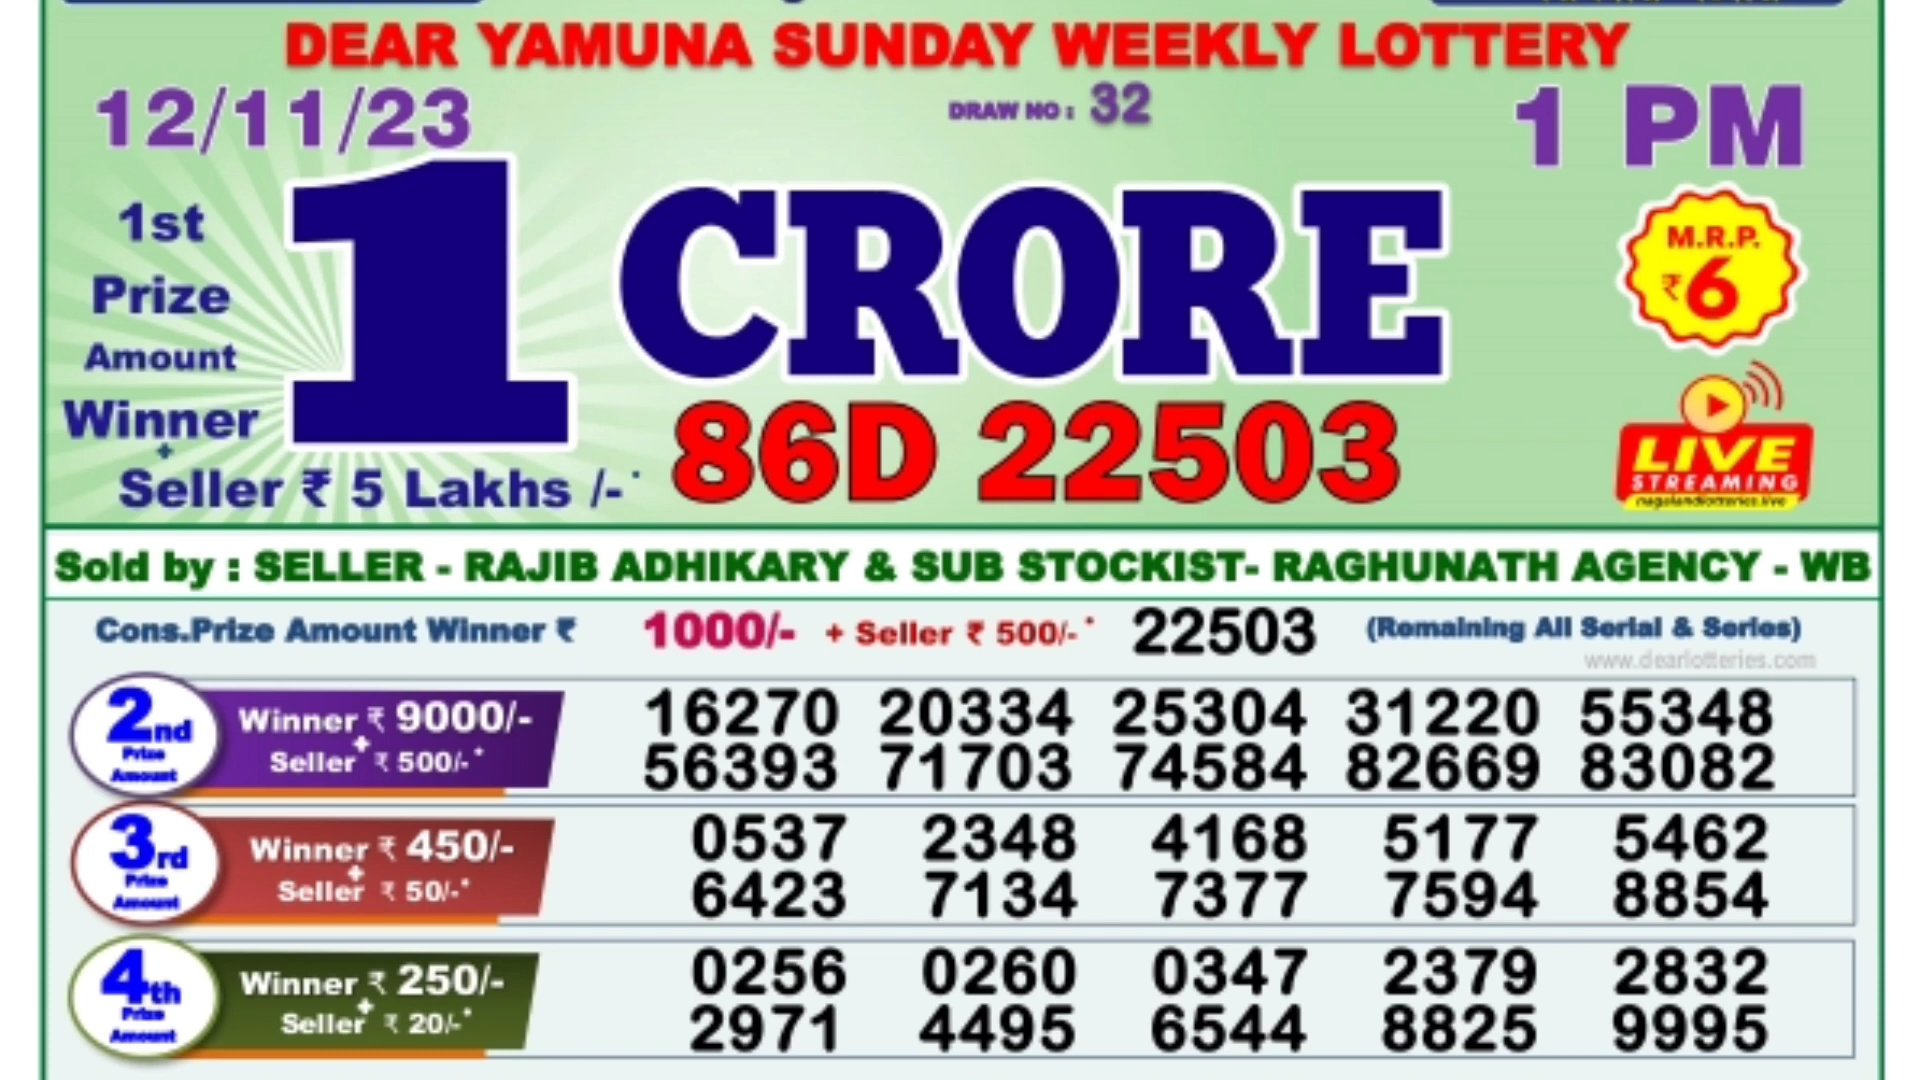 DEAR YAMUNA SUNDAY WEEKLY LOTTERY
12/11/23
DRAW NO : 32
1 PM
1st
Prize
Amount
Winner
+
Seller ₹ 5 Lakhs /-*
1 CRORE
86D 22503
M.R.P.
₹6
LIVE
STREAMING
nagalandlotteries.live
Sold by : SELLER - RAJIB ADHIKARY & SUB STOCKIST- RAGHUNATH AGENCY - WB
Cons.Prize Amount Winner ₹ 1000/- + Seller ₹ 500/-* 22503 (Remaining All Serial & Series)
www.dearlotteries.com
2nd Prize Amount
Winner ₹ 9000/-
+
Seller ₹ 500/-*
16270 20334 25304 31220 55348
56393 71703 74584 82669 83082
3rd Prize Amount
Winner ₹ 450/-
+
Seller ₹ 50/-*
0537 2348 4168 5177 5462
6423 7134 7377 7594 8854
4th Prize Amount
Winner ₹ 250/-
+
Seller ₹ 20/-*
0256 0260 0347 2379 2832
2971 4495 6544 8825 9995